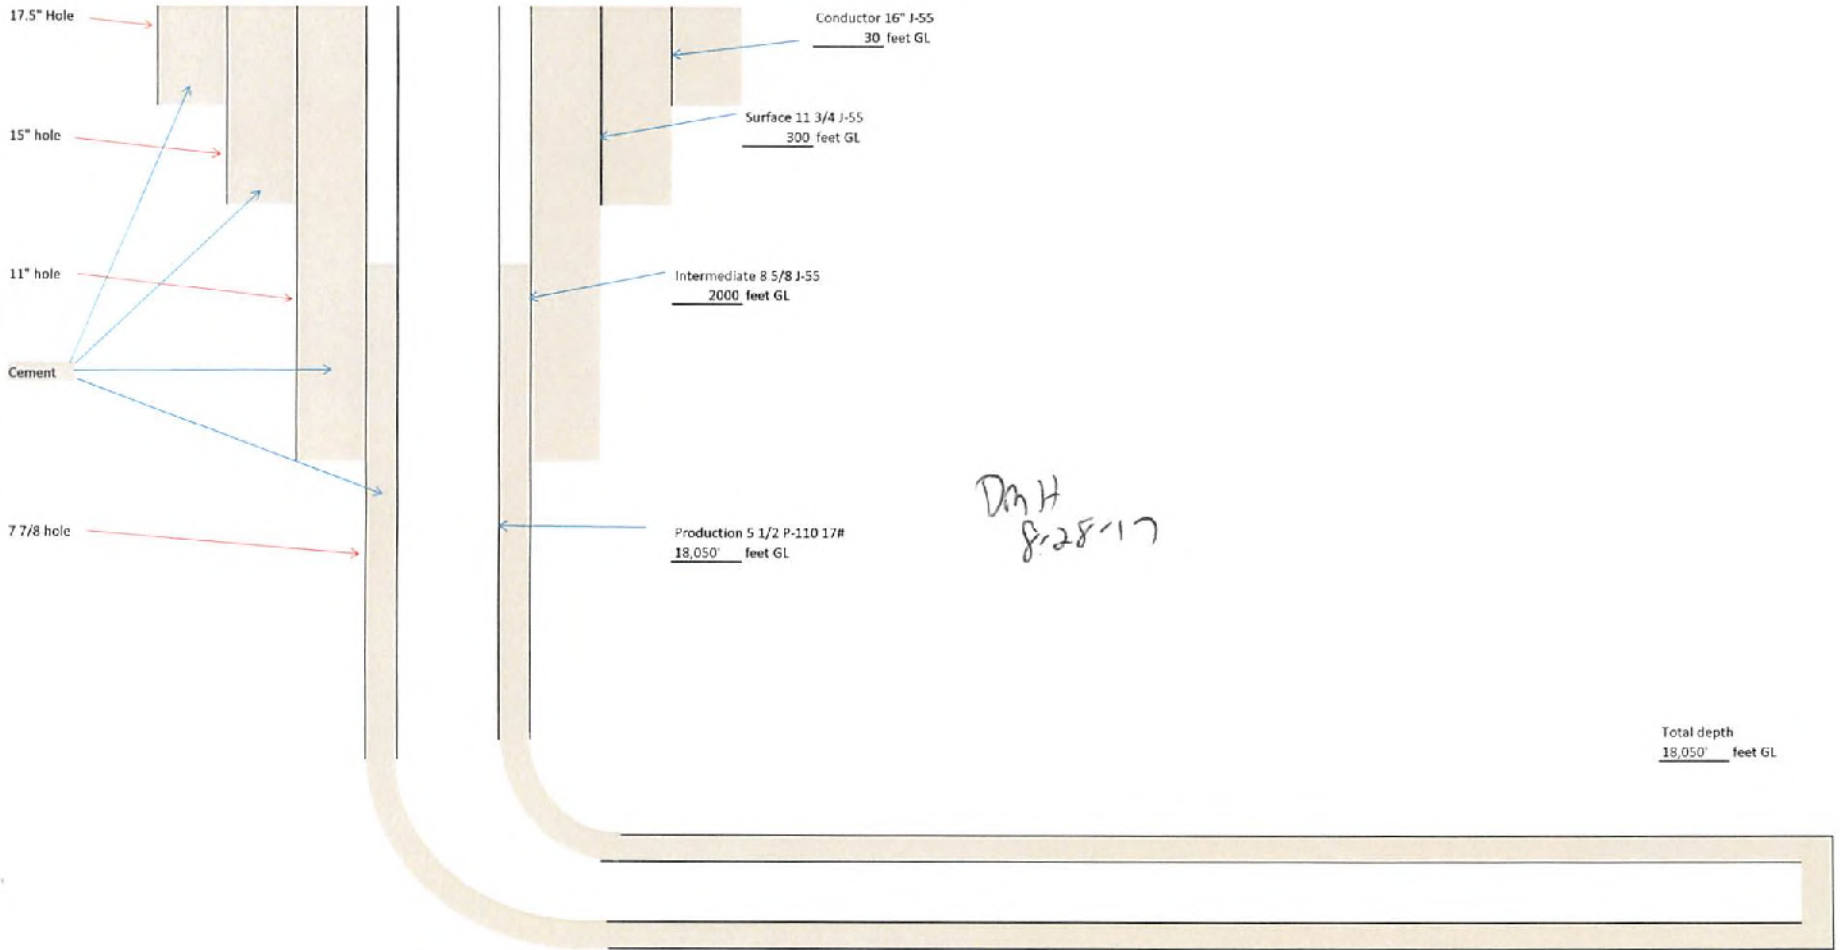 17.5" Hole
Conductor 16" J-55
30 feet GL
Surface 11 3/4 J-55
300 feet GL
15" hole
11" hole
Intermediate 8 5/8 J-55
2000 feet GL
Cement
7 7/8 hole
Production 5 1/2 P-110 17#
18,050' feet GL
DMH
8-28-17
Total depth
18,050' feet GL